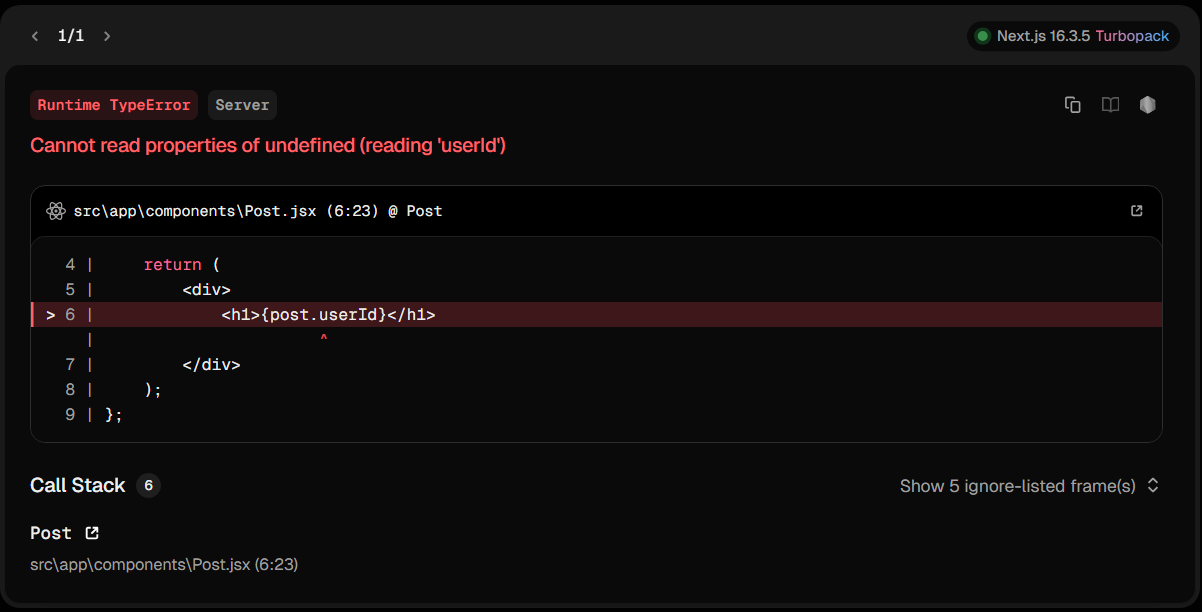 1/1
Next.js 16.3.5 Turbopack
Runtime TypeError Server
Cannot read properties of undefined (reading 'userId')
src\app\components\Post.jsx (6:23) @ Post
4 | return (
5 | <div>
> 6 | <h1>{post.userId}</h1>
| ^
7 | </div>
8 | );
9 | };
Call Stack 6
Show 5 ignore-listed frame(s)
Post
src\app\components\Post.jsx (6:23)